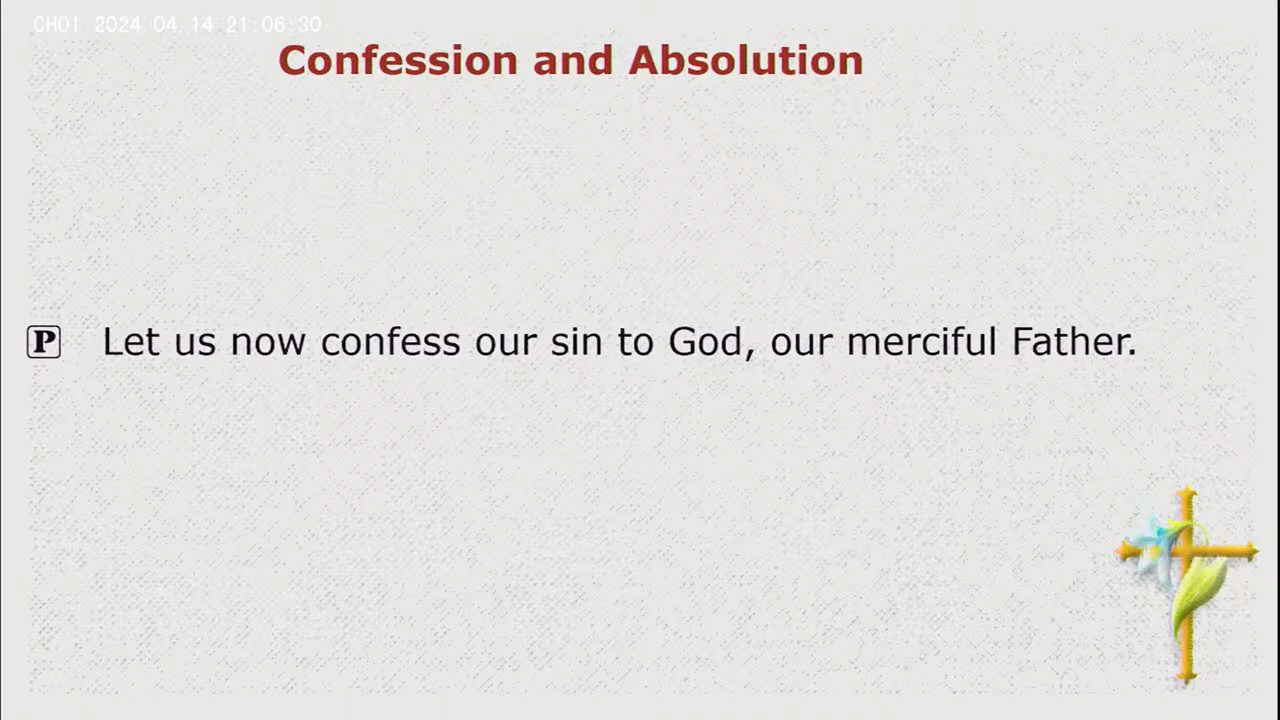 CH01 2024 04 14 21:06:30
Confession and Absolution
P Let us now confess our sin to God, our merciful Father.